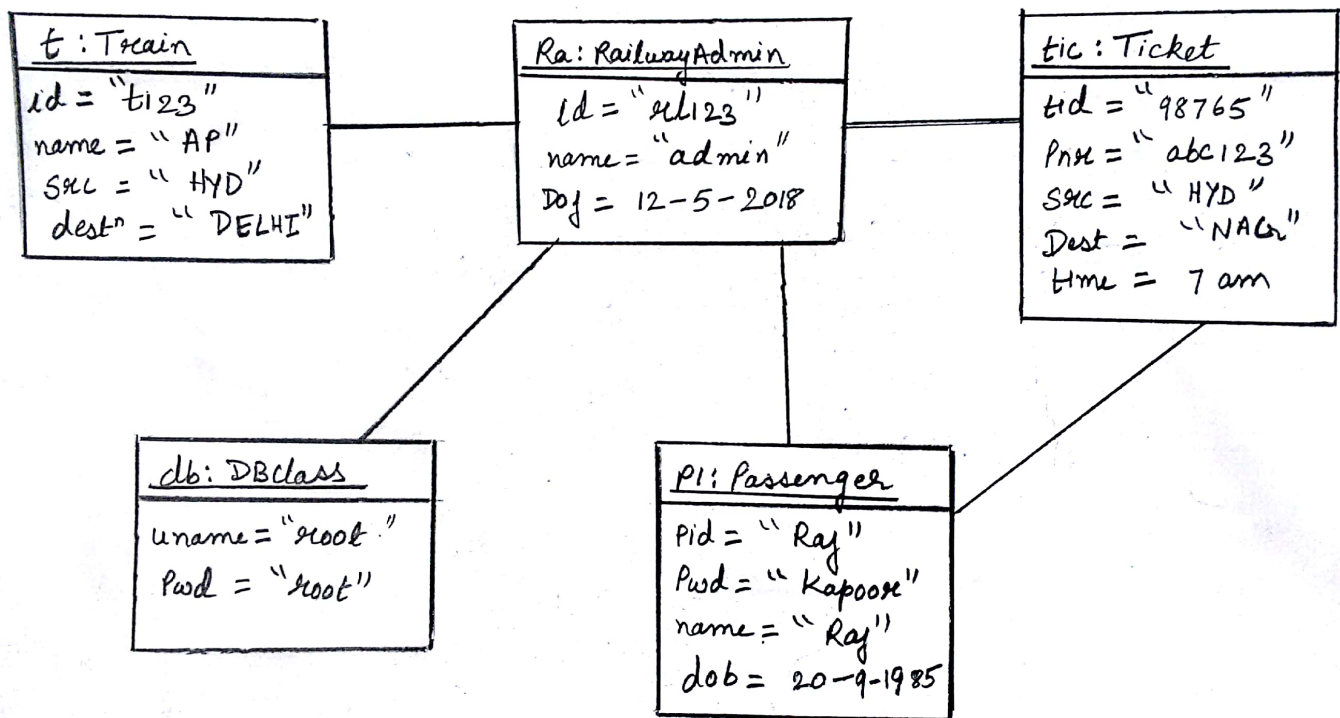 t : Train
id = "t123"
name = "AP"
src = "HYD"
destⁿ = "DELHI"
Ra : RailwayAdmin
id = "rl123"
name = "admin"
Doj = 12-5-2018
tic : Ticket
tid = "98765"
Pnr = "abc123"
src = "HYD"
Dest =
time = 7 am
db : DBclass
uname = "root"
Pwd = "root"
P1 : Passenger
Pid = "Raj"
Pwd = "Kapoor"
name = "Raj"
dob = 20-9-1985